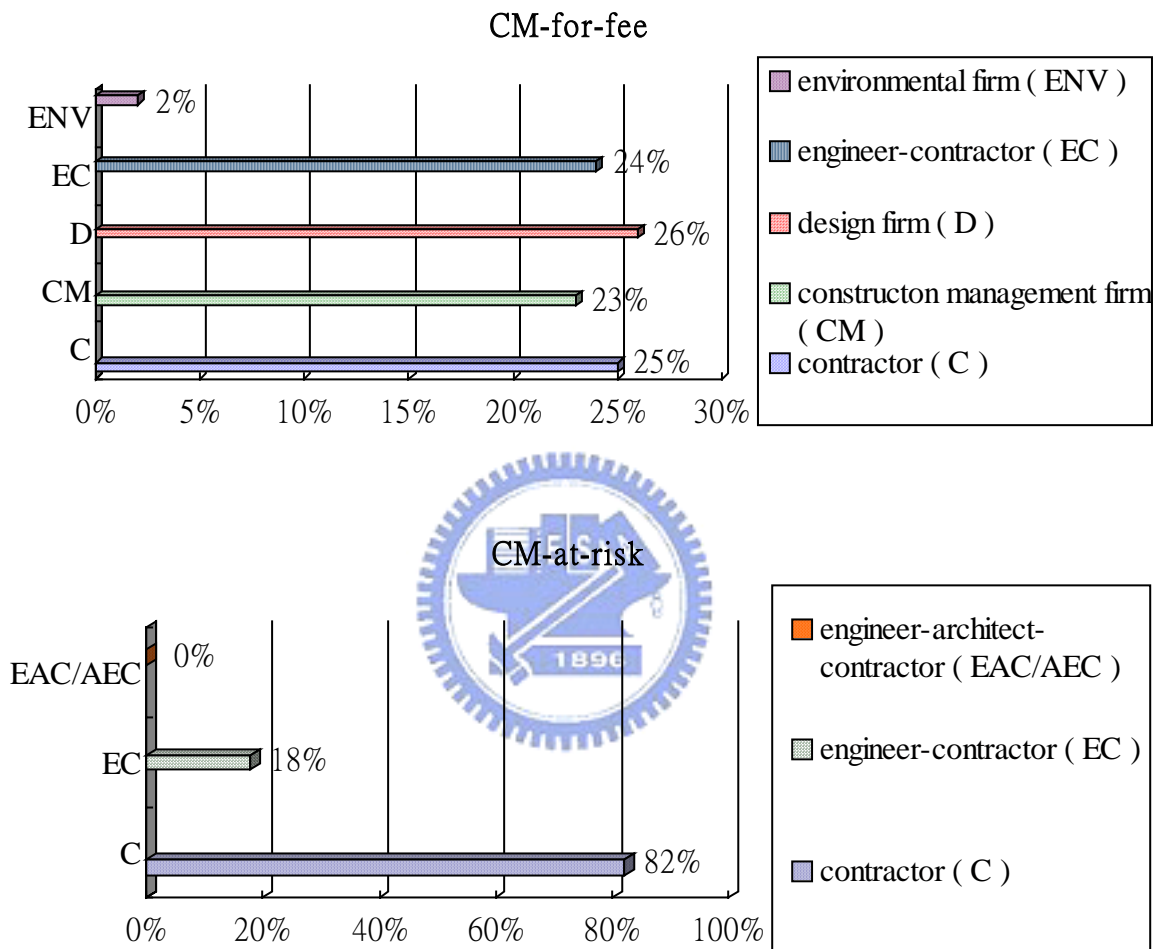 CM-for-fee
ENV
2%
EC
24%
D
26%
CM
23%
C
25%
0%
5%
10%
15%
20%
25%
30%
environmental firm ( ENV )
engineer-contractor ( EC )
design firm ( D )
constructon management firm
( CM )
contractor ( C )
CM-at-risk
1896
EAC/AEC
0%
EC
18%
C
82%
0%
20%
40%
60%
80%
100%
engineer-architect-
contractor ( EAC/AEC )
engineer-contractor ( EC )
contractor ( C )